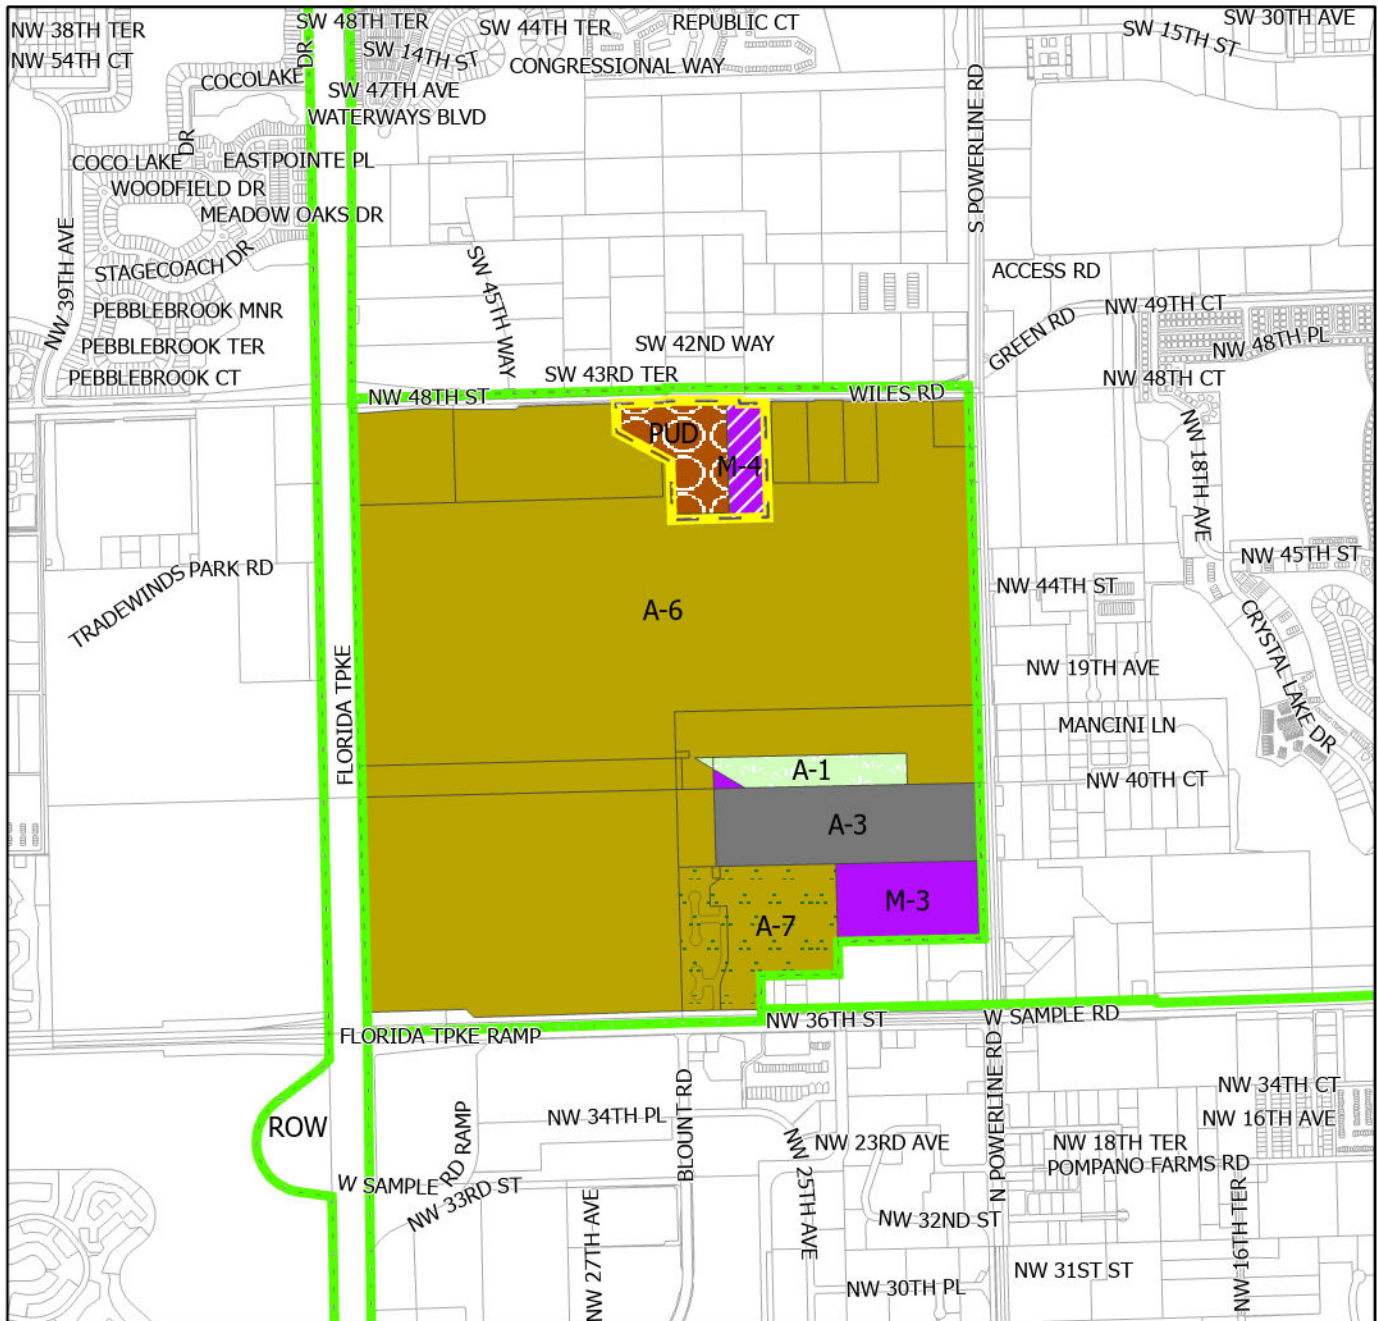 NW 38TH TER
SW 48TH TER
SW 44TH TER
REPUBLIC CT
SW 30TH AVE
NW 54TH CT
SW 14TH ST
SW 15TH ST
CONGRESSIONAL WAY
COCOLAKE DR
SW 47TH AVE
WATERWAYS BLVD
S POWERLINE RD
COCO LAKE DR
EASTPOINTE PL
WOODFIELD DR
MEADOW OAKS DR
NW 39TH AVE
STAGECOACH DR
SW 45TH WAY
ACCESS RD
PEBBLEBROOK MNR
NW 49TH CT
GREEN RD
PEBBLEBROOK TER
SW 42ND WAY
NW 48TH PL
PEBBLEBROOK CT
SW 43RD TER
NW 48TH CT
NW 48TH ST
WILES RD
PUD
M-4
NW 18TH AVE
NW 45TH ST
TRADEWINDS PARK RD
NW 44TH ST
A-6
CRYSTAL LAKE DR
FLORIDA TPKE
NW 19TH AVE
MANCINI LN
A-1
NW 40TH CT
A-3
M-3
A-7
NW 36TH ST
W SAMPLE RD
FLORIDA TPKE RAMP
N POWERLINE RD
BLOUNT RD
NW 34TH CT
ROW
NW 34TH PL
NW 16TH AVE
RAMP
NW 25TH AVE
NW 23RD AVE
NW 18TH TER
POMPANO FARMS RD
W SAMPLE RD
NW 33RD ST
NW 27TH AVE
NW 32ND ST
NW 16TH TER
NW 31ST ST
NW 30TH PL